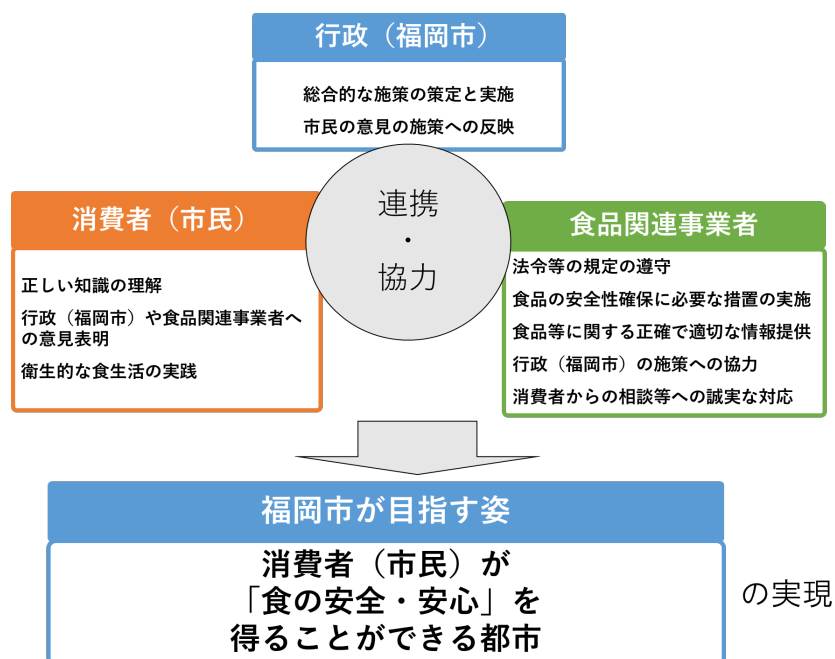 行政（福岡市）
総合的な施策の策定と実施
市民の意見の施策への反映
連携
・
協力
消費者（市民）
正しい知識の理解
行政（福岡市）や食品関連事業者へ
の意見表明
衛生的な食生活の実践
食品関連事業者
法令等の規定の遵守
食品の安全性確保に必要な措置の実施
食品等に関する正確で適切な情報提供
行政（福岡市）の施策への協力
消費者からの相談等への誠実な対応
福岡市が目指す姿
消費者（市民）が
「食の安全・安心」を
得ることができる都市
の実現